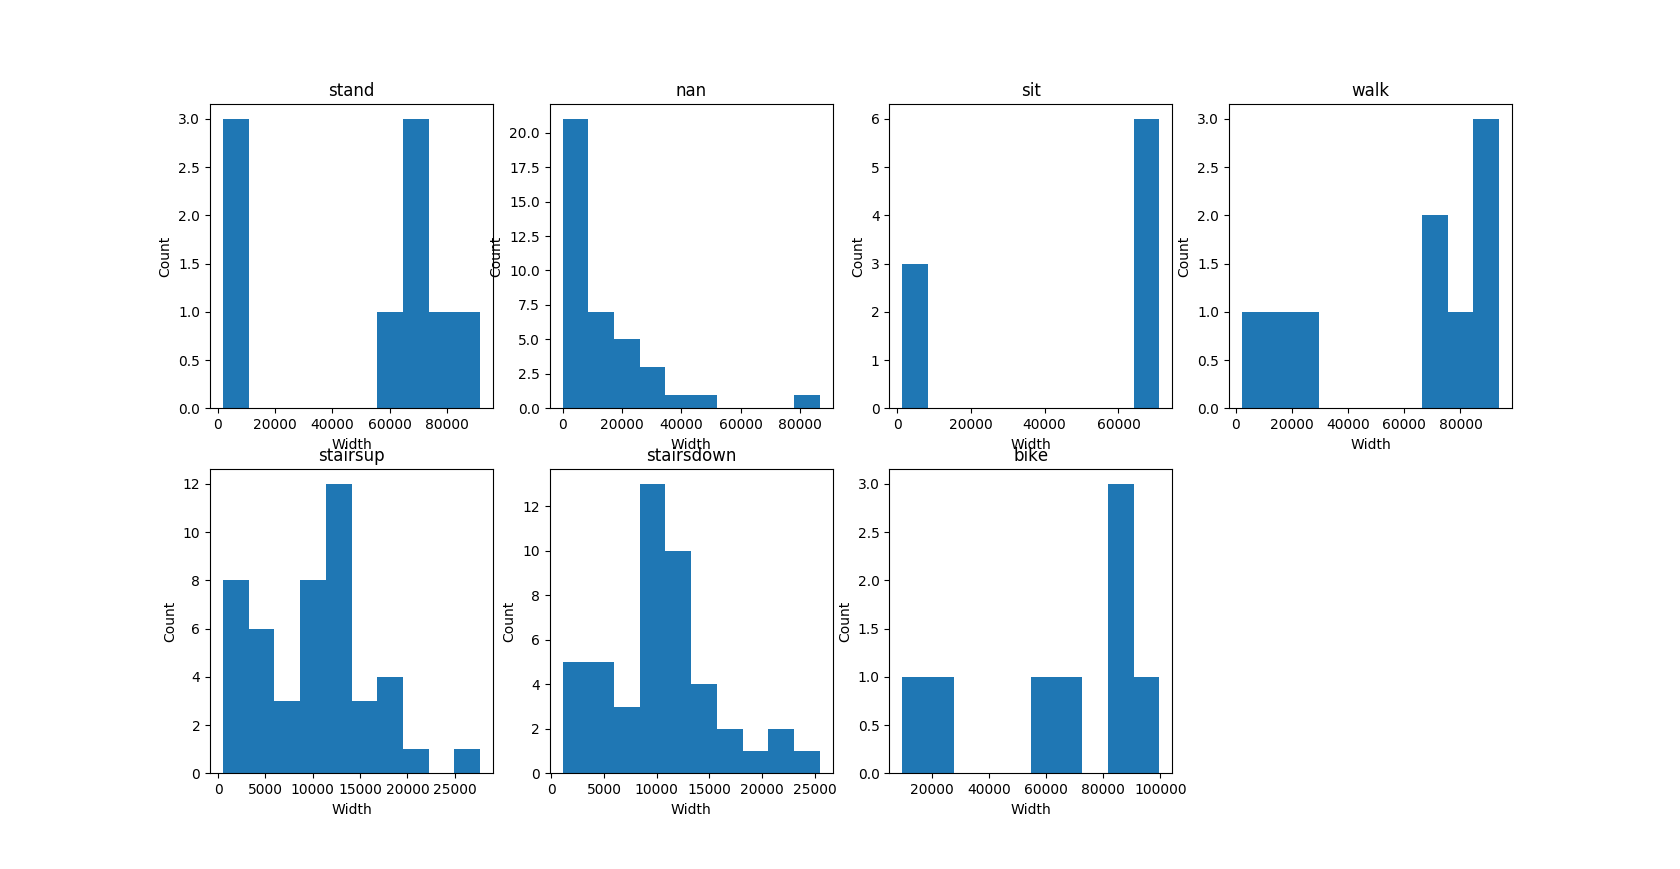 stand
3.0
2.5
2.0
1.5
1.0
0.5
0.0
Count
0 20000 40000 60000 80000
Width
nan
20.0
17.5
15.0
12.5
10.0
7.5
5.0
2.5
0.0
Count
0 20000 40000 60000 80000
Width
sit
6
5
4
3
2
1
0
Count
0 20000 40000 60000
Width
walk
3.0
2.5
2.0
1.5
1.0
0.5
0.0
Count
0 20000 40000 60000 80000
Width
stairsup
12
10
8
6
4
2
0
Count
0 5000 10000 15000 20000 25000
Width
stairsdown
12
10
8
6
4
2
0
Count
0 5000 10000 15000 20000 25000
Width
bike
3.0
2.5
2.0
1.5
1.0
0.5
0.0
Count
20000 40000 60000 80000 100000
Width